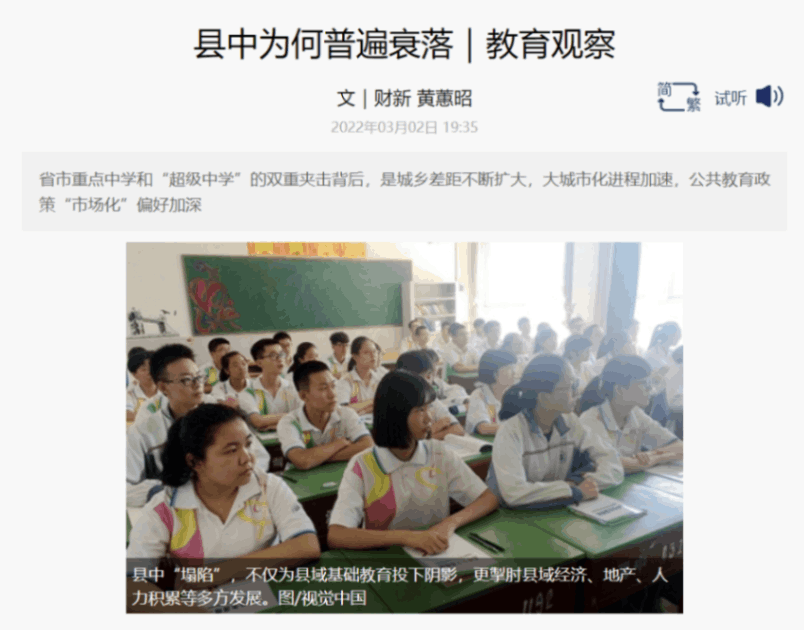 县中为何普遍衰落｜教育观察
文｜财新 黄蕙昭
2022年03月02日 19:35
简
繁
试听
省市重点中学和“超级中学”的双重夹击背后，是城乡差距不断扩大，大城市化进程加速，公共教育政
策“市场化”偏好加深
县中“塌陷”，不仅为县域基础教育投下阴影，更掣肘县域经济、地产、人
力积累等多方发展。图/视觉中国